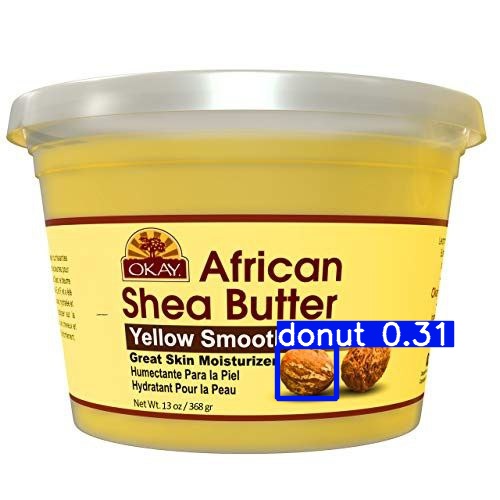 OKAY.
African
Shea Butter
Yellow Smooth
donut 0.31
Great Skin Moisturizer
Humectante Para la Piel
Hydratant Pour la Peau
Net Wt. 13 oz / 368 gr